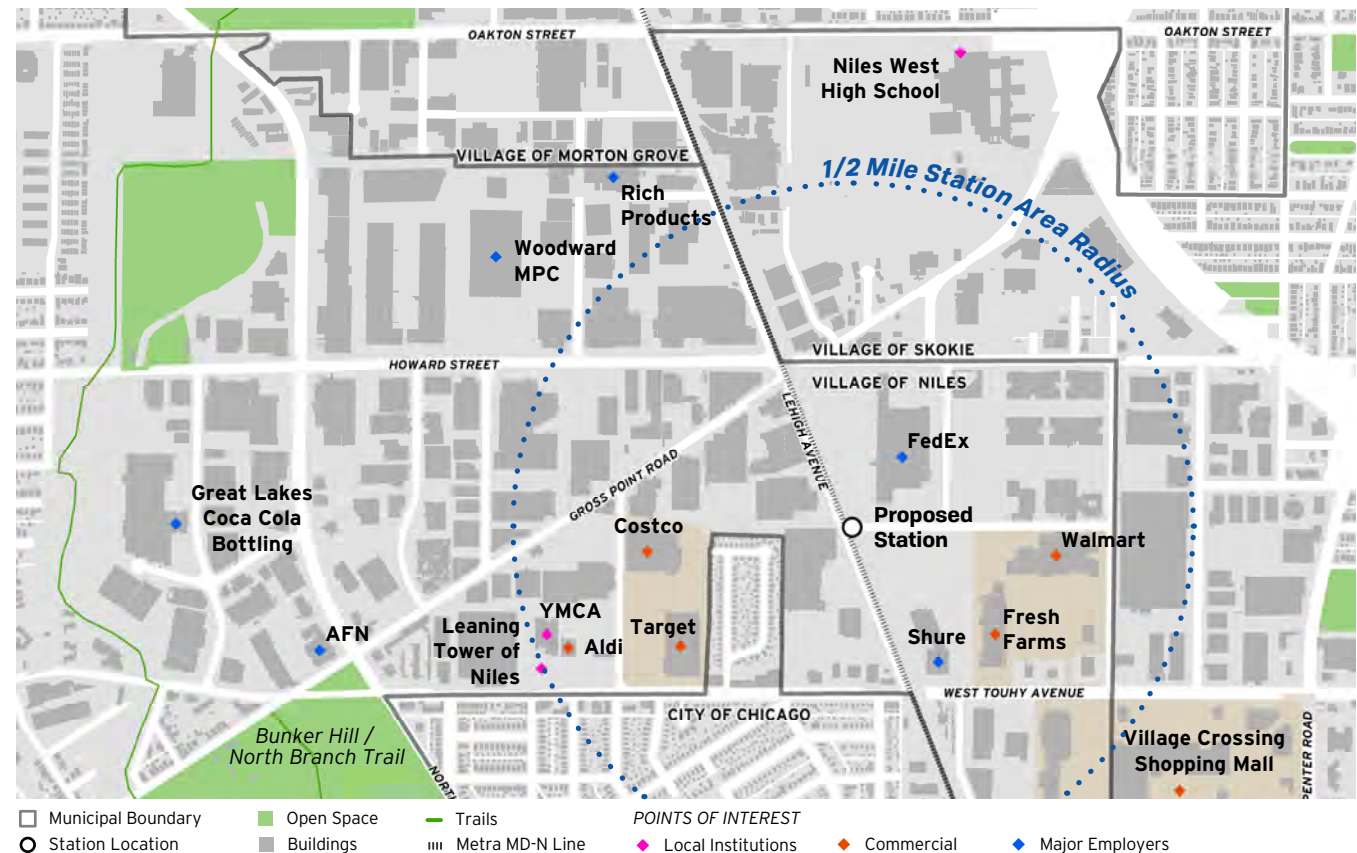 OAKTON STREET
OAKTON STREET
Niles West
High School
VILLAGE OF MORTON GROVE
1/2 Mile Station Area Radius
Rich
Products
Woodward
MPC
VILLAGE OF SKOKIE
HOWARD STREET
VILLAGE OF NILES
LEHIGH AVENUE
FedEx
GROSS POINT ROAD
Great Lakes
Coca Cola
Bottling
Costco
Proposed
Station
Walmart
YMCA
Leaning
Tower of
Niles
Aldi
Target
AFN
Shure
Fresh
Farms
WEST TOUHY AVENUE
CITY OF CHICAGO
Bunker Hill /
North Branch Trail
NORT
Village Crossing
Shopping Mall
PENTER ROAD
Municipal Boundary
Open Space
Trails
POINTS OF INTEREST
Station Location
Buildings
Metra MD-N Line
Local Institutions
Commercial
Major Employers